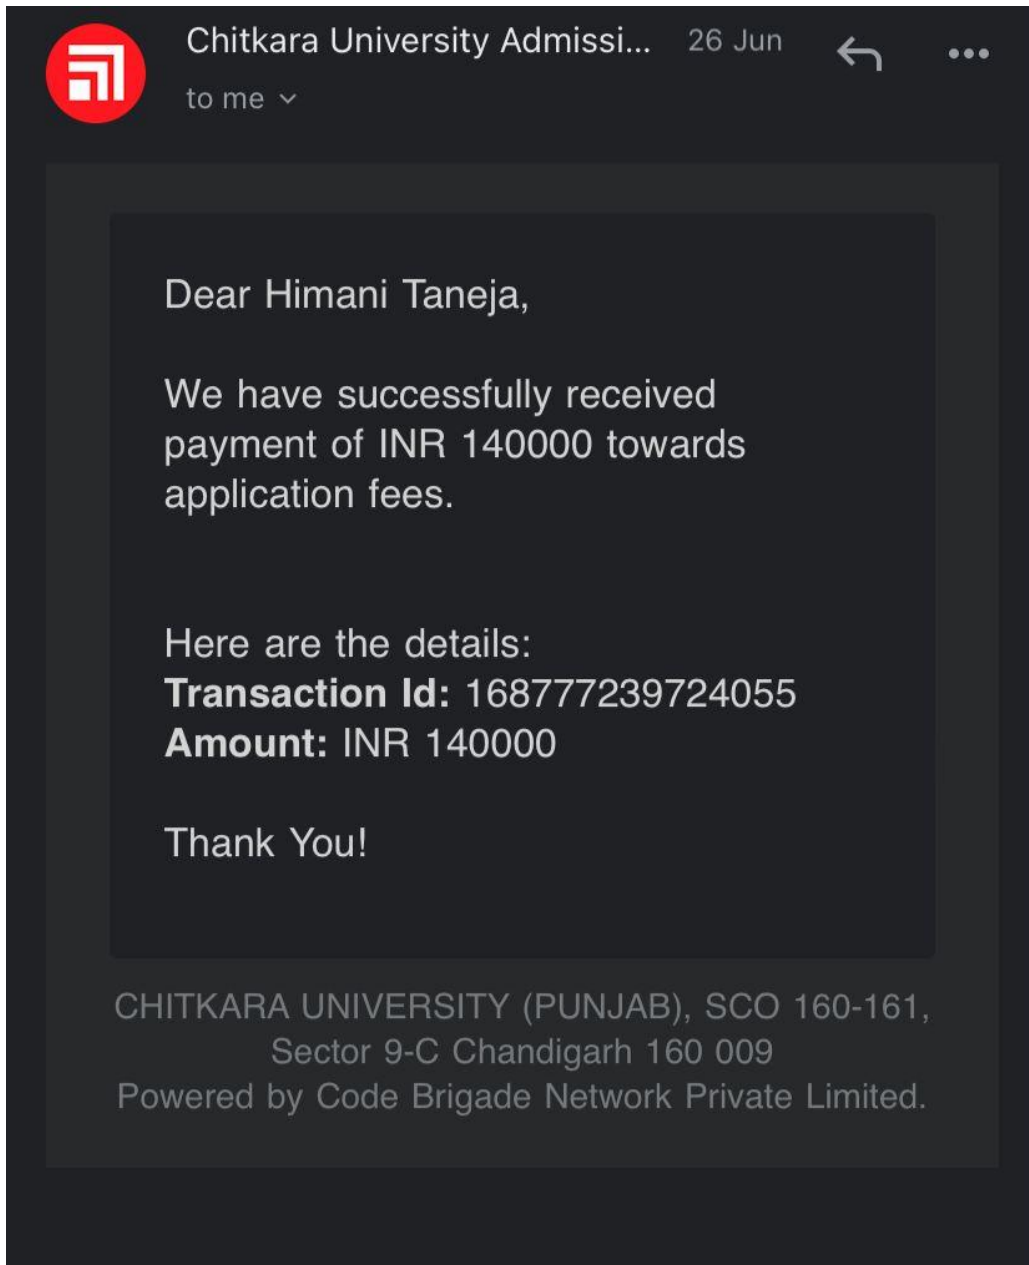 Chitkara University Admissi... 26 Jun
to me
Dear Himani Taneja,
We have successfully received
payment of INR 140000 towards
application fees.
Here are the details:
Transaction Id: 168777239724055
Amount: INR 140000
Thank You!
CHITKARA UNIVERSITY (PUNJAB), SCO 160-161,
Sector 9-C Chandigarh 160 009
Powered by Code Brigade Network Private Limited.